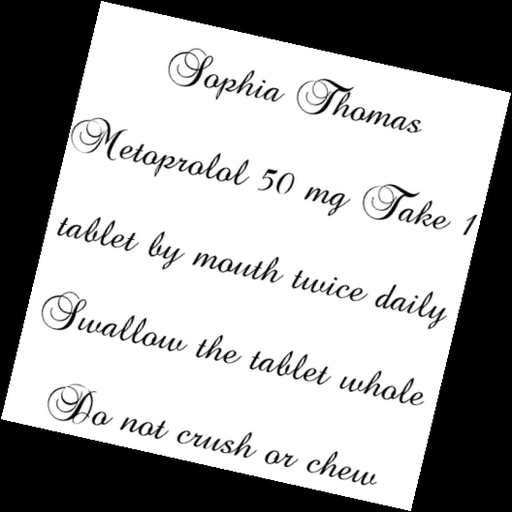 Sophia Thomas
Metoprolol 50 mg Take 1
tablet by mouth twice daily
Swallow the tablet whole
Do not crush or chew